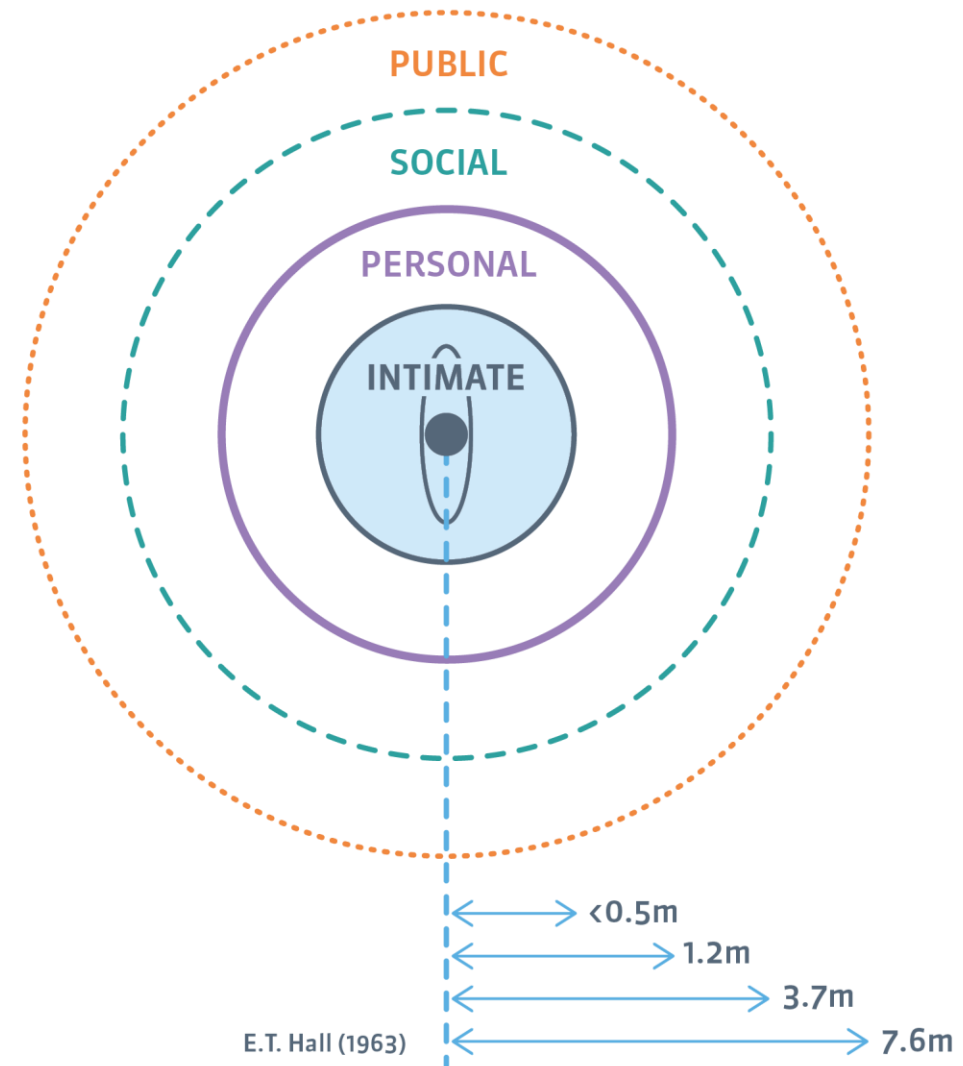 PUBLIC
SOCIAL
PERSONAL
INTIMATE
<0.5m
1.2m
3.7m
E.T. Hall (1963) 7.6m